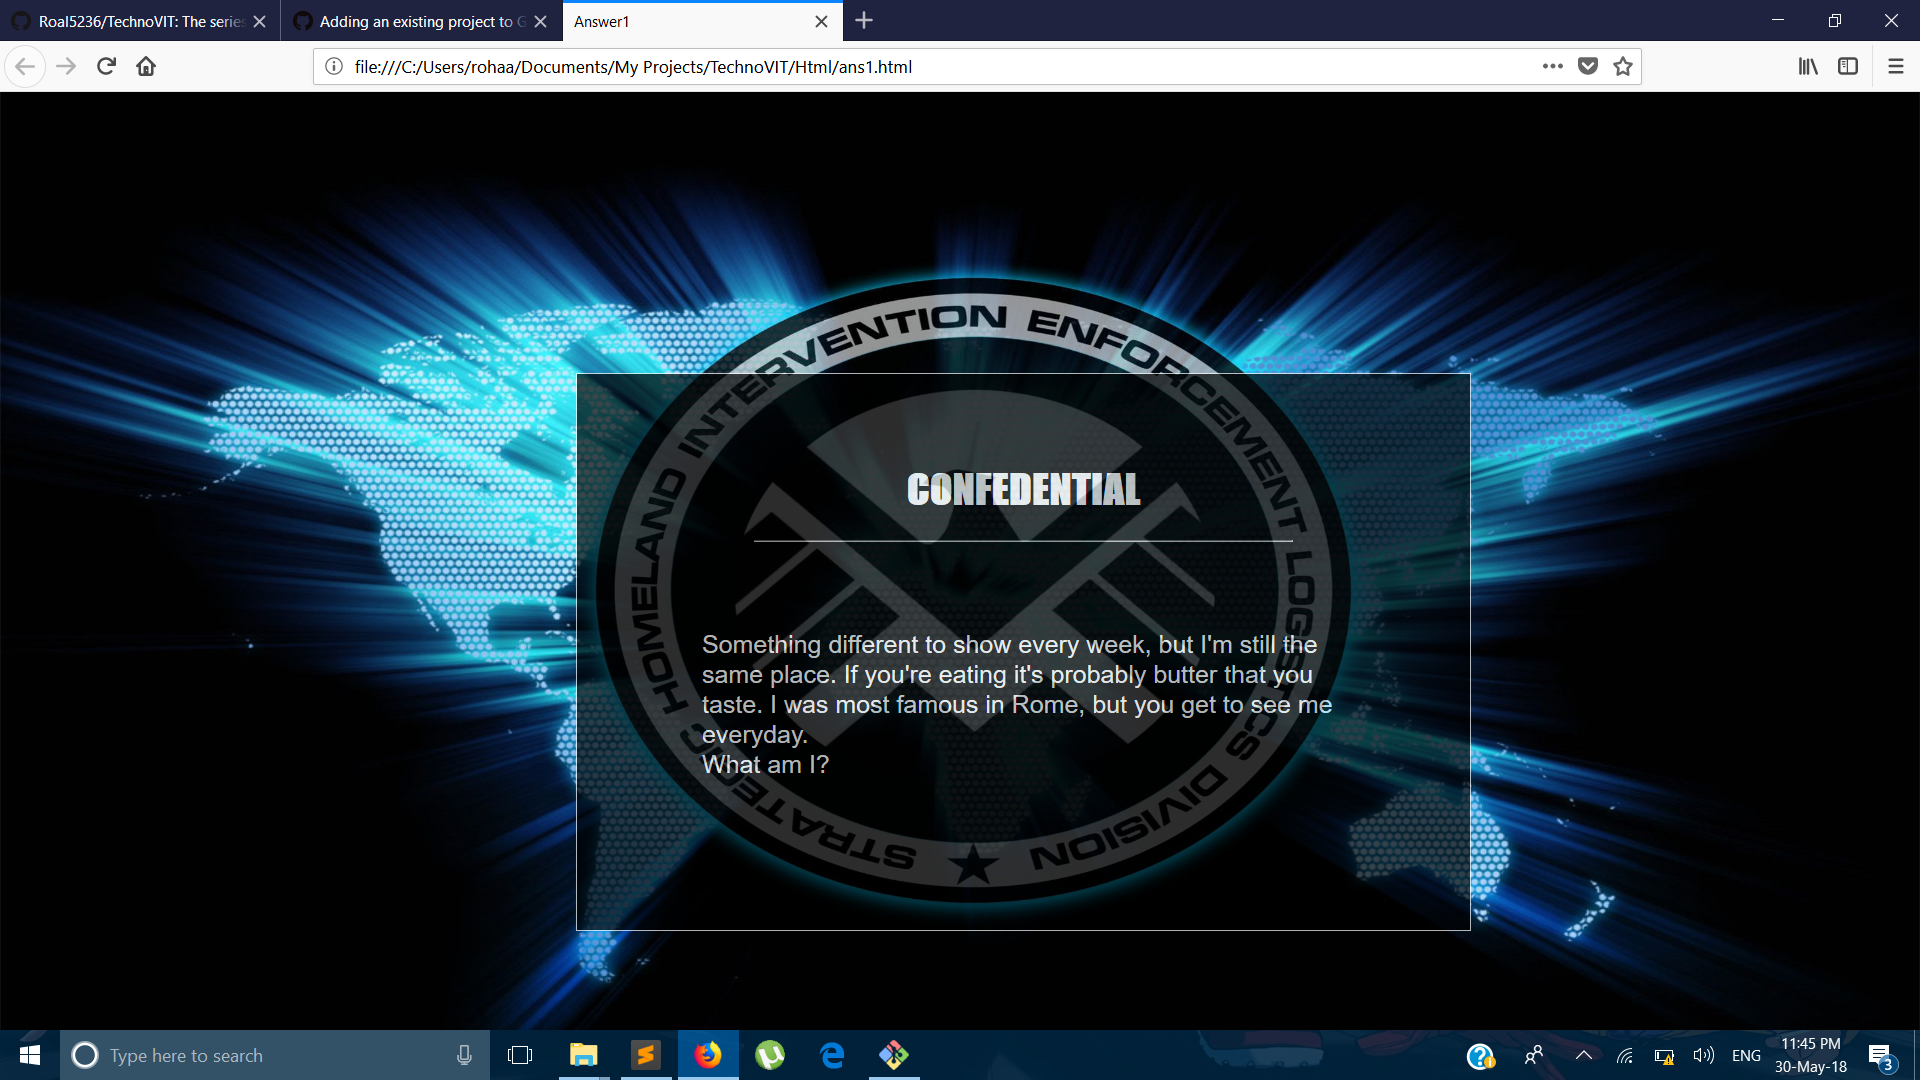 Roal5236/TechnoVIT: The serie
Adding an existing project to G
Answer1
file:///C:/Users/rohaa/Documents/My Projects/TechnoVIT/Html/ans1.html
STRATEGIC HOMELAND INTERVENTION ENFORCEMENT LOGISTICS DIVISION
CONFEDENTIAL
Something different to show every week, but I'm still the
same place. If you're eating it's probably butter that you
taste. I was most famous in Rome, but you get to see me
everyday.
What am I?
Type here to search
ENG
11:45 PM
30-May-18
3